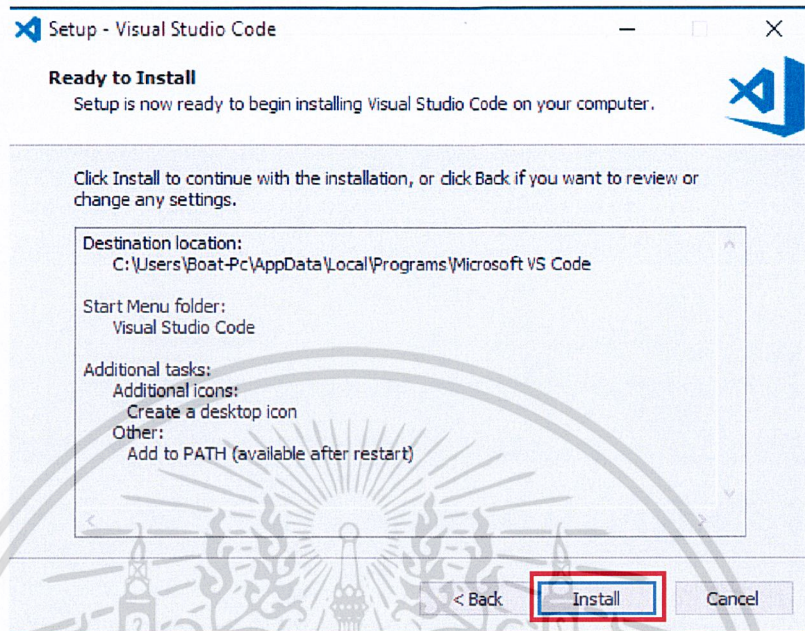 Setup - Visual Studio Code
Ready to Install
Setup is now ready to begin installing Visual Studio Code on your computer.
Click Install to continue with the installation, or click Back if you want to review or
change any settings.
Destination location:
C:\Users\Boat-Pc\AppData\Local\Programs\Microsoft VS Code
Start Menu folder:
Visual Studio Code
Additional tasks:
Additional icons:
Create a desktop icon
Other:
Add to PATH (available after restart)
< Back
Install
Cancel